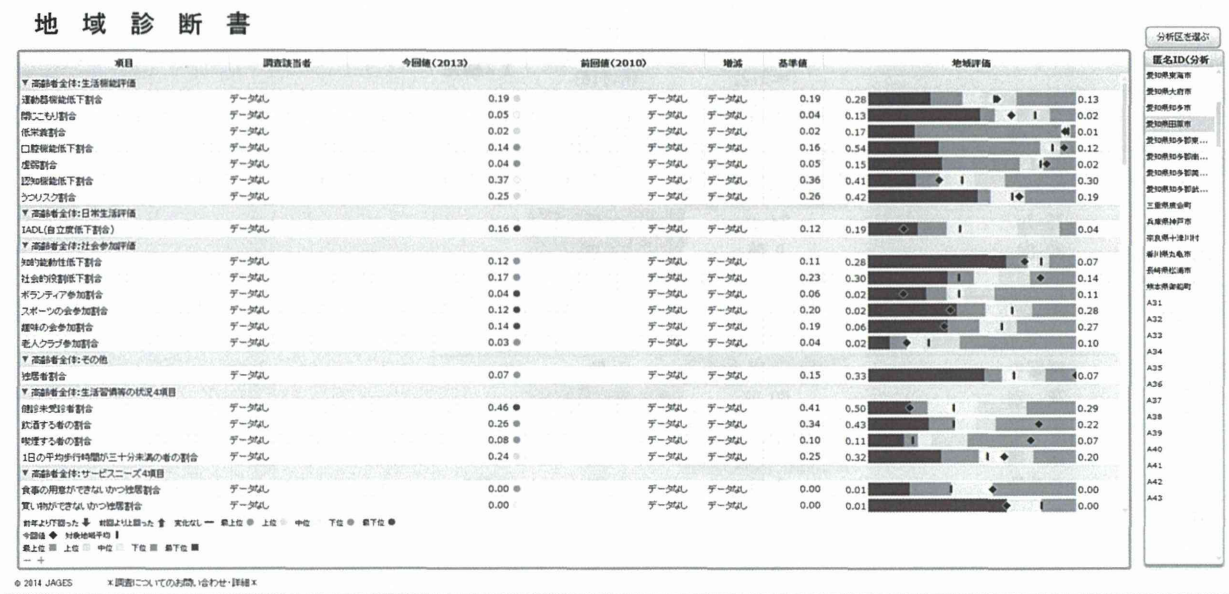 地域診断書
項目 調査該当者 今回値(2013) 前回値(2010) 増減 基準値 地域評価
▼ 高齢者全体:生活機能評価
運動器機能低下割合 データなし 0.19 データなし データなし 0.19 0.28 0.13
閉じこもり割合 データなし 0.05 データなし データなし 0.04 0.13 0.02
低栄養割合 データなし 0.02 データなし データなし 0.02 0.17 0.01
口腔機能低下割合 データなし 0.14 データなし データなし 0.16 0.54 0.12
虚弱割合 データなし 0.04 データなし データなし 0.05 0.15 0.02
認知機能低下割合 データなし 0.37 データなし データなし 0.36 0.41 0.30
うつリスク割合 データなし 0.25 データなし データなし 0.26 0.42 0.19
▼ 高齢者全体:日常生活評価
IADL(自立度低下割合) データなし 0.16 データなし データなし 0.12 0.19 0.04
▼ 高齢者全体:社会参加評価
知的能動性低下割合 データなし 0.12 データなし データなし 0.11 0.28 0.07
社会的役割低下割合 データなし 0.17 データなし データなし 0.23 0.30 0.14
ボランティア参加割合 データなし 0.04 データなし データなし 0.06 0.02 0.11
スポーツの会参加割合 データなし 0.12 データなし データなし 0.20 0.02 0.28
趣味の会参加割合 データなし 0.14 データなし データなし 0.19 0.06 0.27
老人クラブ参加割合 データなし 0.03 データなし データなし 0.04 0.02 0.10
▼ 高齢者全体:その他
独居者割合 データなし 0.07 データなし データなし 0.15 0.33 0.07
▼ 高齢者全体:生活習慣等の状況4項目
健診未受診者割合 データなし 0.46 データなし データなし 0.41 0.50 0.29
飲酒する者の割合 データなし 0.26 データなし データなし 0.34 0.43 0.22
喫煙する者の割合 データなし 0.08 データなし データなし 0.10 0.11 0.07
1日の平均歩行時間が三十分未満の者の割合 データなし 0.24 データなし データなし 0.25 0.32 0.20
▼ 高齢者全体:サービスニーズ4項目
食事の用意ができないかつ独居割合 データなし 0.00 データなし データなし 0.00 0.01 0.00
買い物ができないかつ独居割合 データなし 0.00 データなし データなし 0.00 0.01 0.00
前年より下回った 前回より上回った 変化なし 最上位 上位 中位 下位 最下位
今回値 ◆ 対象地域平均
最上位 上位 中位 下位 最下位
− +
© 2014 JAGES ×調査についてのお問い合わせ・詳細×
分析区を選ぶ
匿名ID(分析
愛知県東海市
愛知県大府市
愛知県知多市
愛知県田原市
愛知県知多郡東...
愛知県知多郡南...
愛知県知多郡美...
愛知県知多郡武...
三重県度会町
兵庫県神戸市
奈良県十津川村
香川県丸亀市
長崎県松浦市
熊本県御船町
A31
A32
A33
A34
A35
A36
A37
A38
A39
A40
A41
A42
A43